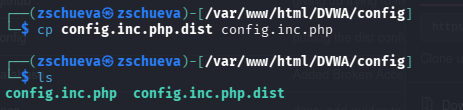 ┌──(zschueva㉿zschueva)-[/var/www/html/DVWA/config]
└─$ cp config.inc.php.dist config.inc.php
┌──(zschueva㉿zschueva)-[/var/www/html/DVWA/config]
└─$ ls
config.inc.php  config.inc.php.dist